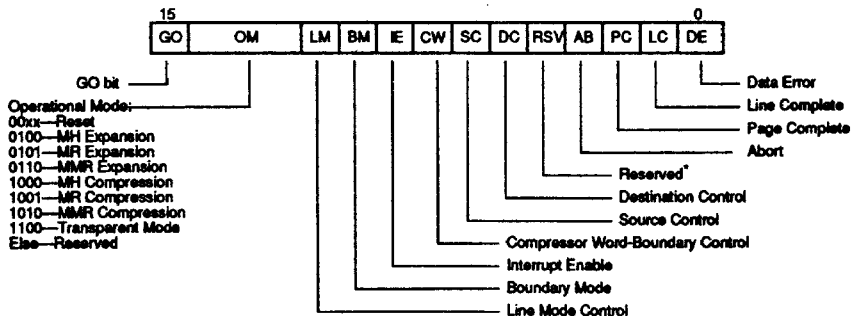 15 0
GO OM LM BM IE CW SC DC RSV AB PC LC DE
GO bit
Operational Mode:
00xx—Reset
0100—MH Expansion
0101—MR Expansion
0110—MMR Expansion
1000—MH Compression
1001—MR Compression
1010—MMR Compression
1100—Transparent Mode
Else—Reserved
Data Error
Line Complete
Page Complete
Abort
Reserved*
Destination Control
Source Control
Compressor Word-Boundary Control
Interrupt Enable
Boundary Mode
Line Mode Control